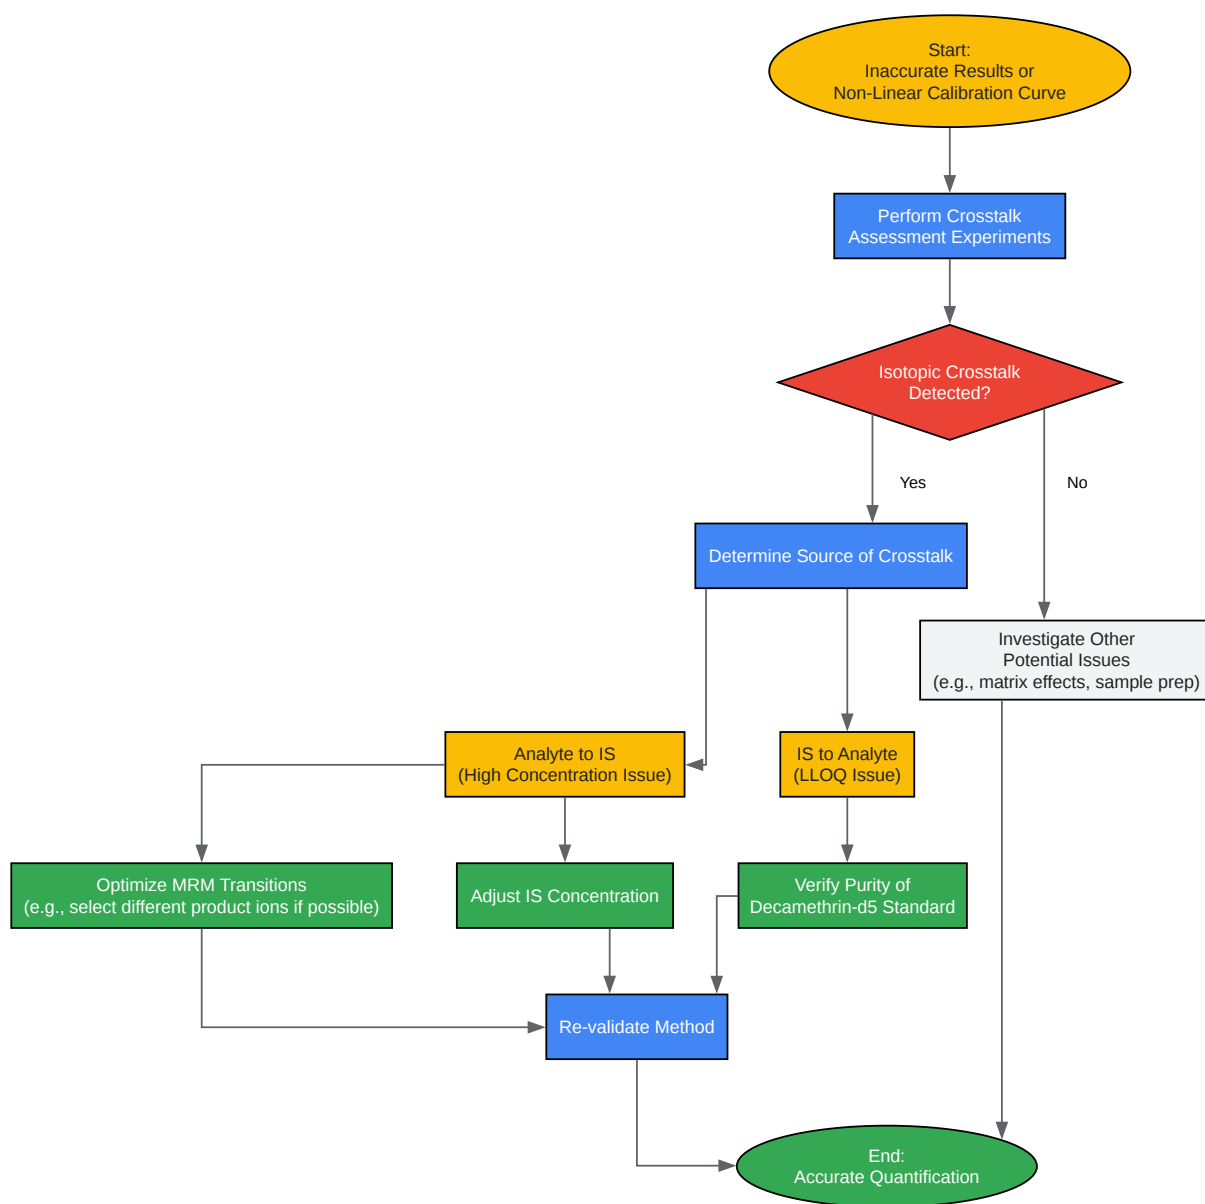 Start:
Inaccurate Results or
Non-Linear Calibration Curve
Perform Crosstalk
Assessment Experiments
Isotopic Crosstalk
Detected?
Yes
No
Determine Source of Crosstalk
Investigate Other
Potential Issues
(e.g., matrix effects, sample prep)
Analyte to IS
(High Concentration Issue)
IS to Analyte
(LLOQ Issue)
Optimize MRM Transitions
(e.g., select different product ions if possible)
Adjust IS Concentration
Verify Purity of
Decamethrin-d5 Standard
Re-validate Method
End:
Accurate Quantification